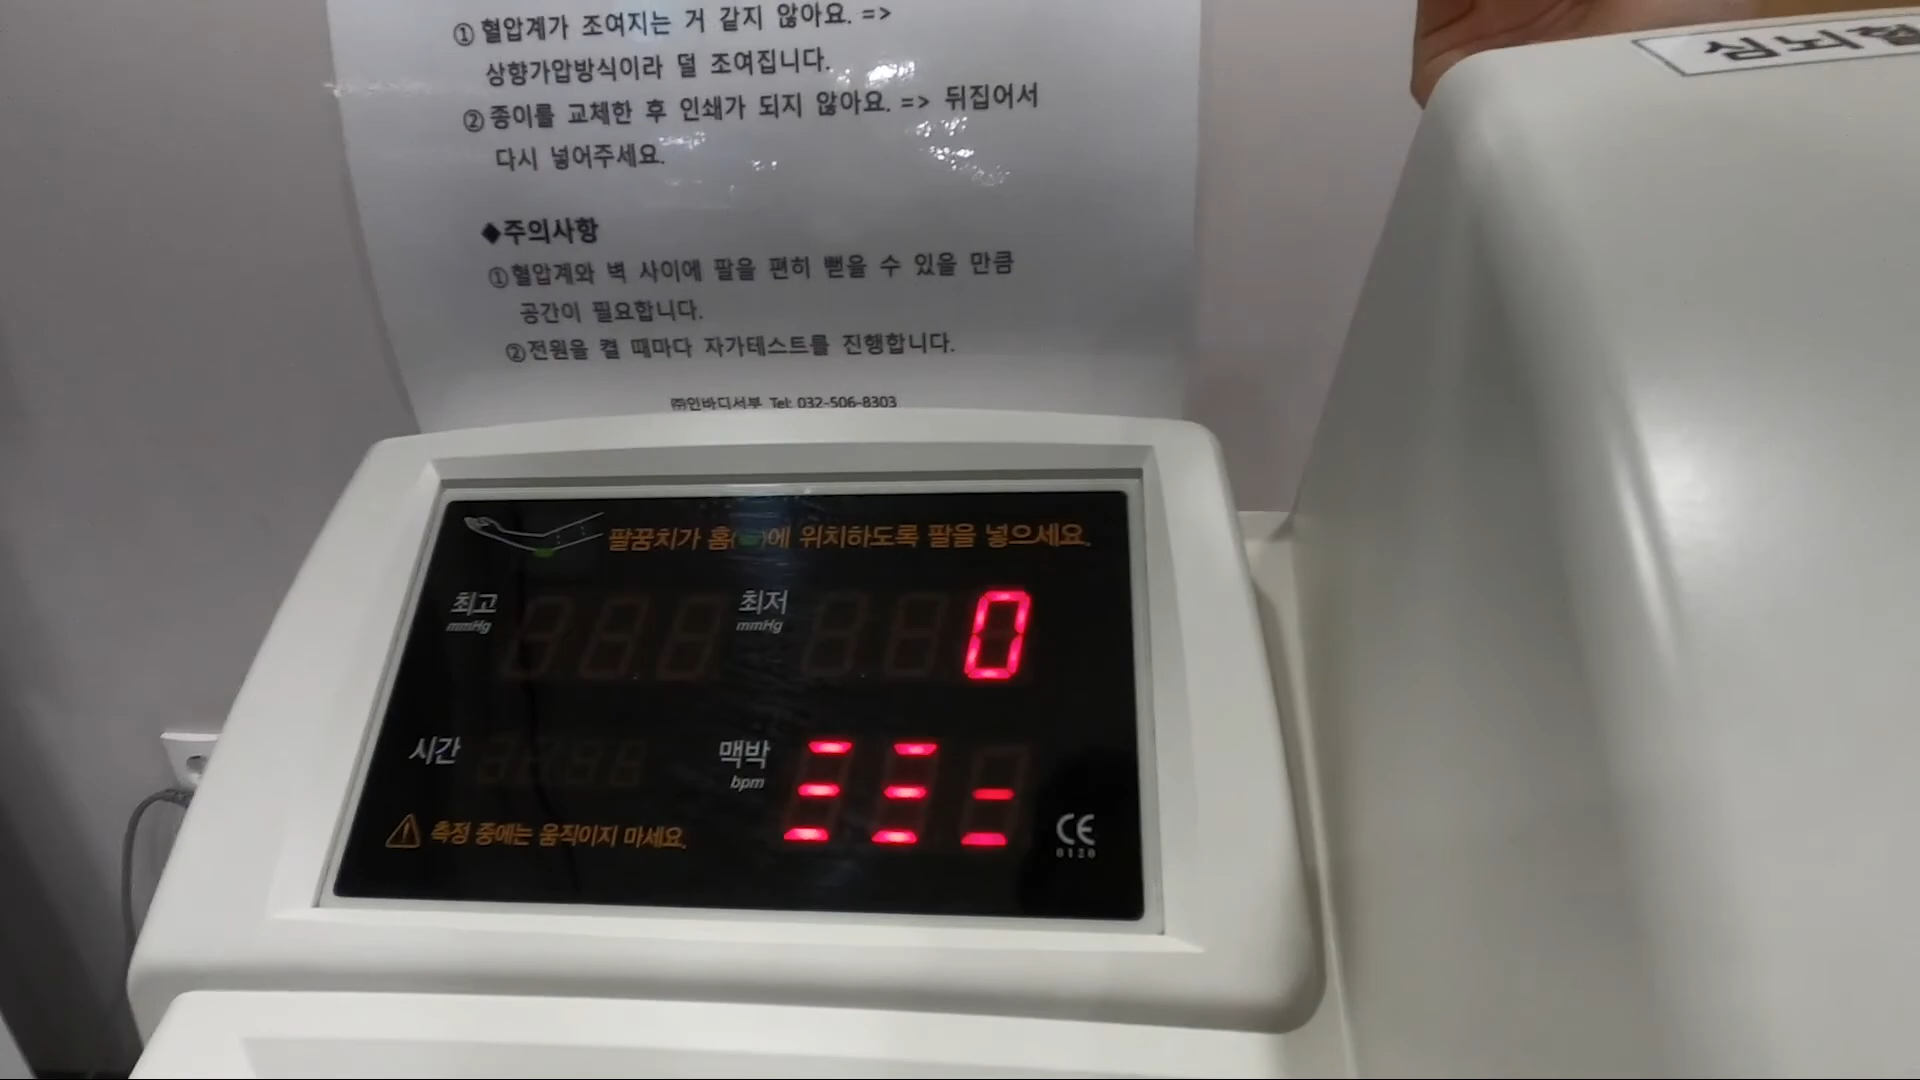 ① 혈압계가 조여지는 거 같지 않아요. =>
상향가압방식이라 덜 조여집니다.
② 종이를 교체한 후 인쇄가 되지 않아요. => 뒤집어서
다시 넣어주세요.
◆주의사항
①혈압계와 벽 사이에 팔을 편히 뻗을 수 있을 만큼
공간이 필요합니다.
②전원을 켤 때마다 자가테스트를 진행합니다.
㈜인바디서부 Tel: 032-506-8303
심뇌혈
팔꿈치가 홈( )에 위치하도록 팔을 넣으세요.
최고
mmHg
최저
mmHg
0
시간
맥박
bpm
측정 중에는 움직이지 마세요.
CE
0120